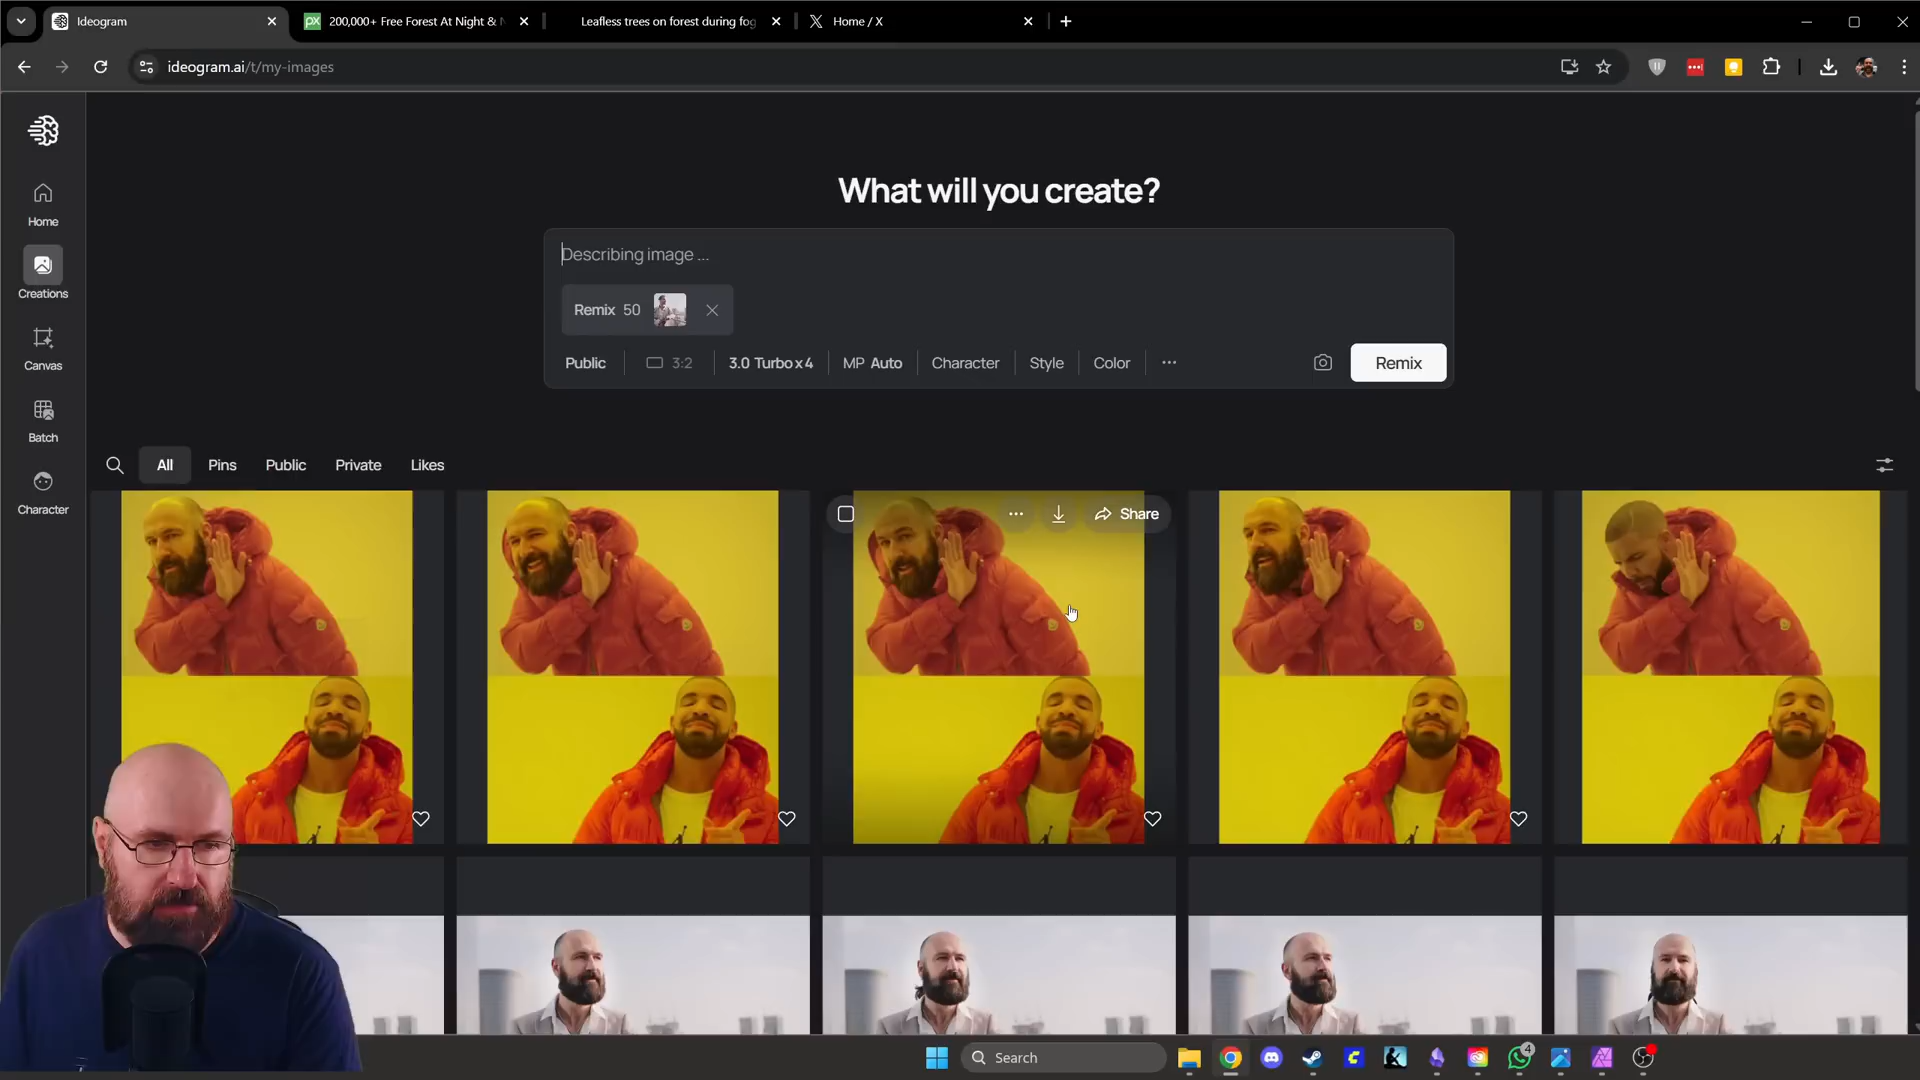 Ideogram
200,000+ Free Forest At Night &
Leafless trees on forest during fog
Home / X
ideogram.ai/t/my-images
What will you create?
Describing image ...
Remix 50
Public
3:2
3.0 Turbo x 4
MP Auto
Character
Style
Color
Remix
Home
Creations
Canvas
Batch
Character
All
Pins
Public
Private
Likes
Share
Search
4